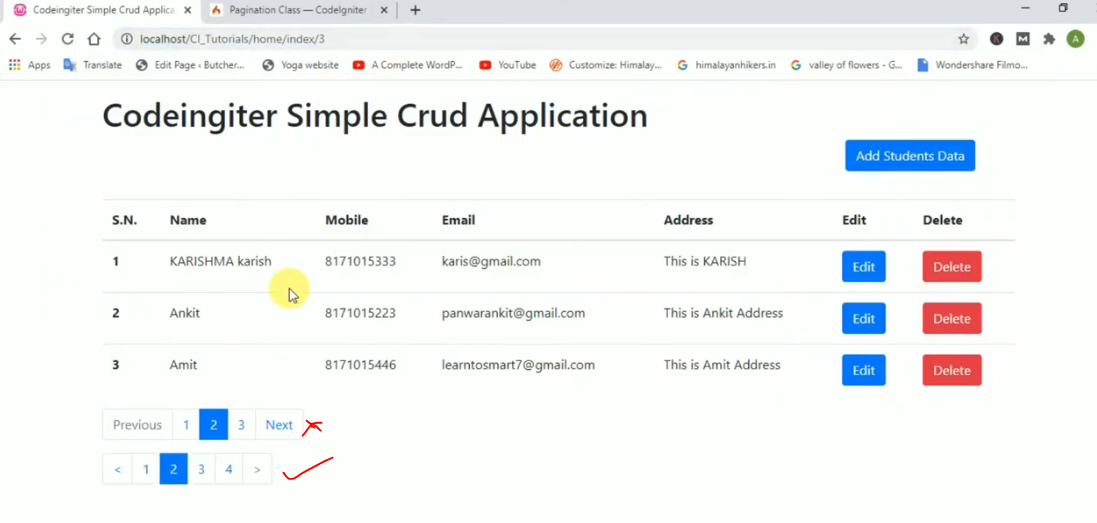 Codeingiter Simple Crud Applica
Pagination Class — CodeIgniter
localhost/CI_Tutorials/home/index/3
A
Apps Translate Edit Page ‹ Butcher... Yoga website A Complete WordP... YouTube Customize: Himalay... himalayanhikers.in valley of flowers - G... Wondershare Filmo...
Codeingiter Simple Crud Application
Add Students Data
S.N. Name Mobile Email Address Edit Delete
1 KARISHMA karish 8171015333 karis@gmail.com This is KARISH Edit Delete
2 Ankit 8171015223 panwarankit@gmail.com This is Ankit Address Edit Delete
3 Amit 8171015446 learntosmart7@gmail.com This is Amit Address Edit Delete
Previous 1 2 3 Next
< 1 2 3 4 >